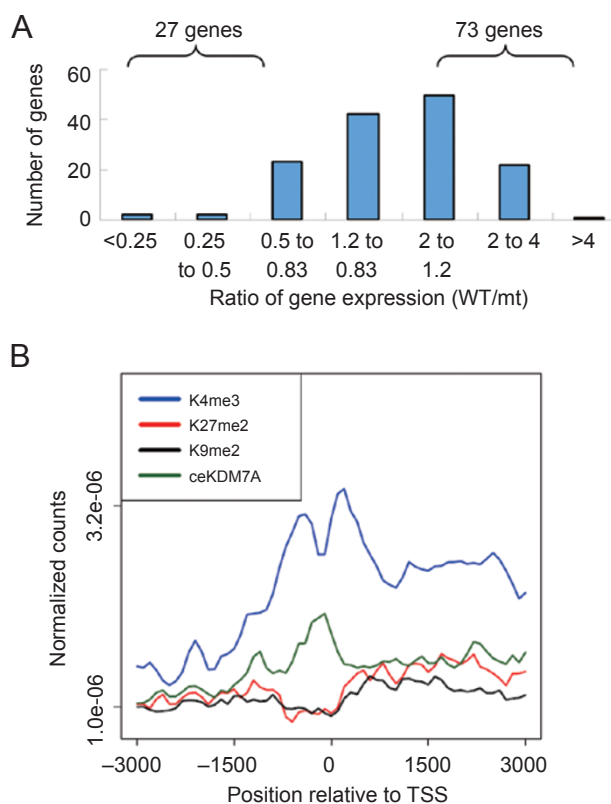 A
27 genes
73 genes
Number of genes
60
40
20
0
<0.25
0.25 to 0.5
0.5 to 0.83
1.2 to 0.83
2 to 1.2
2 to 4
>4
Ratio of gene expression (WT/mt)
B
K4me3
K27me2
K9me2
ceKDM7A
Normalized counts
3.2e-06
1.0e-06
–3000
–1500
0
1500
3000
Position relative to TSS